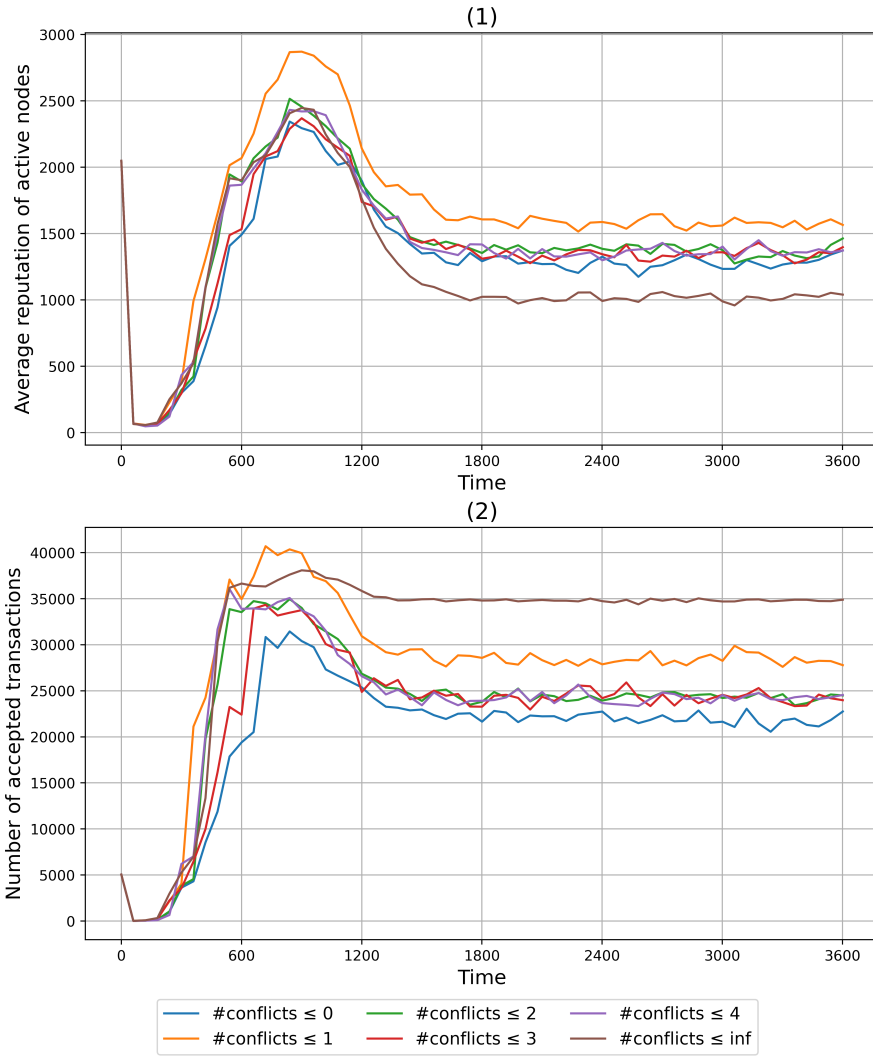 (1)
3000
2500
2000
1500
1000
500
0
Average reputation of active nodes
0 600 1200 1800 2400 3000 3600
Time
(2)
40000
35000
30000
25000
20000
15000
10000
5000
0
Number of accepted transactions
0 600 1200 1800 2400 3000 3600
Time
#conflicts ≤ 0 #conflicts ≤ 2 #conflicts ≤ 4
#conflicts ≤ 1 #conflicts ≤ 3 #conflicts ≤ inf